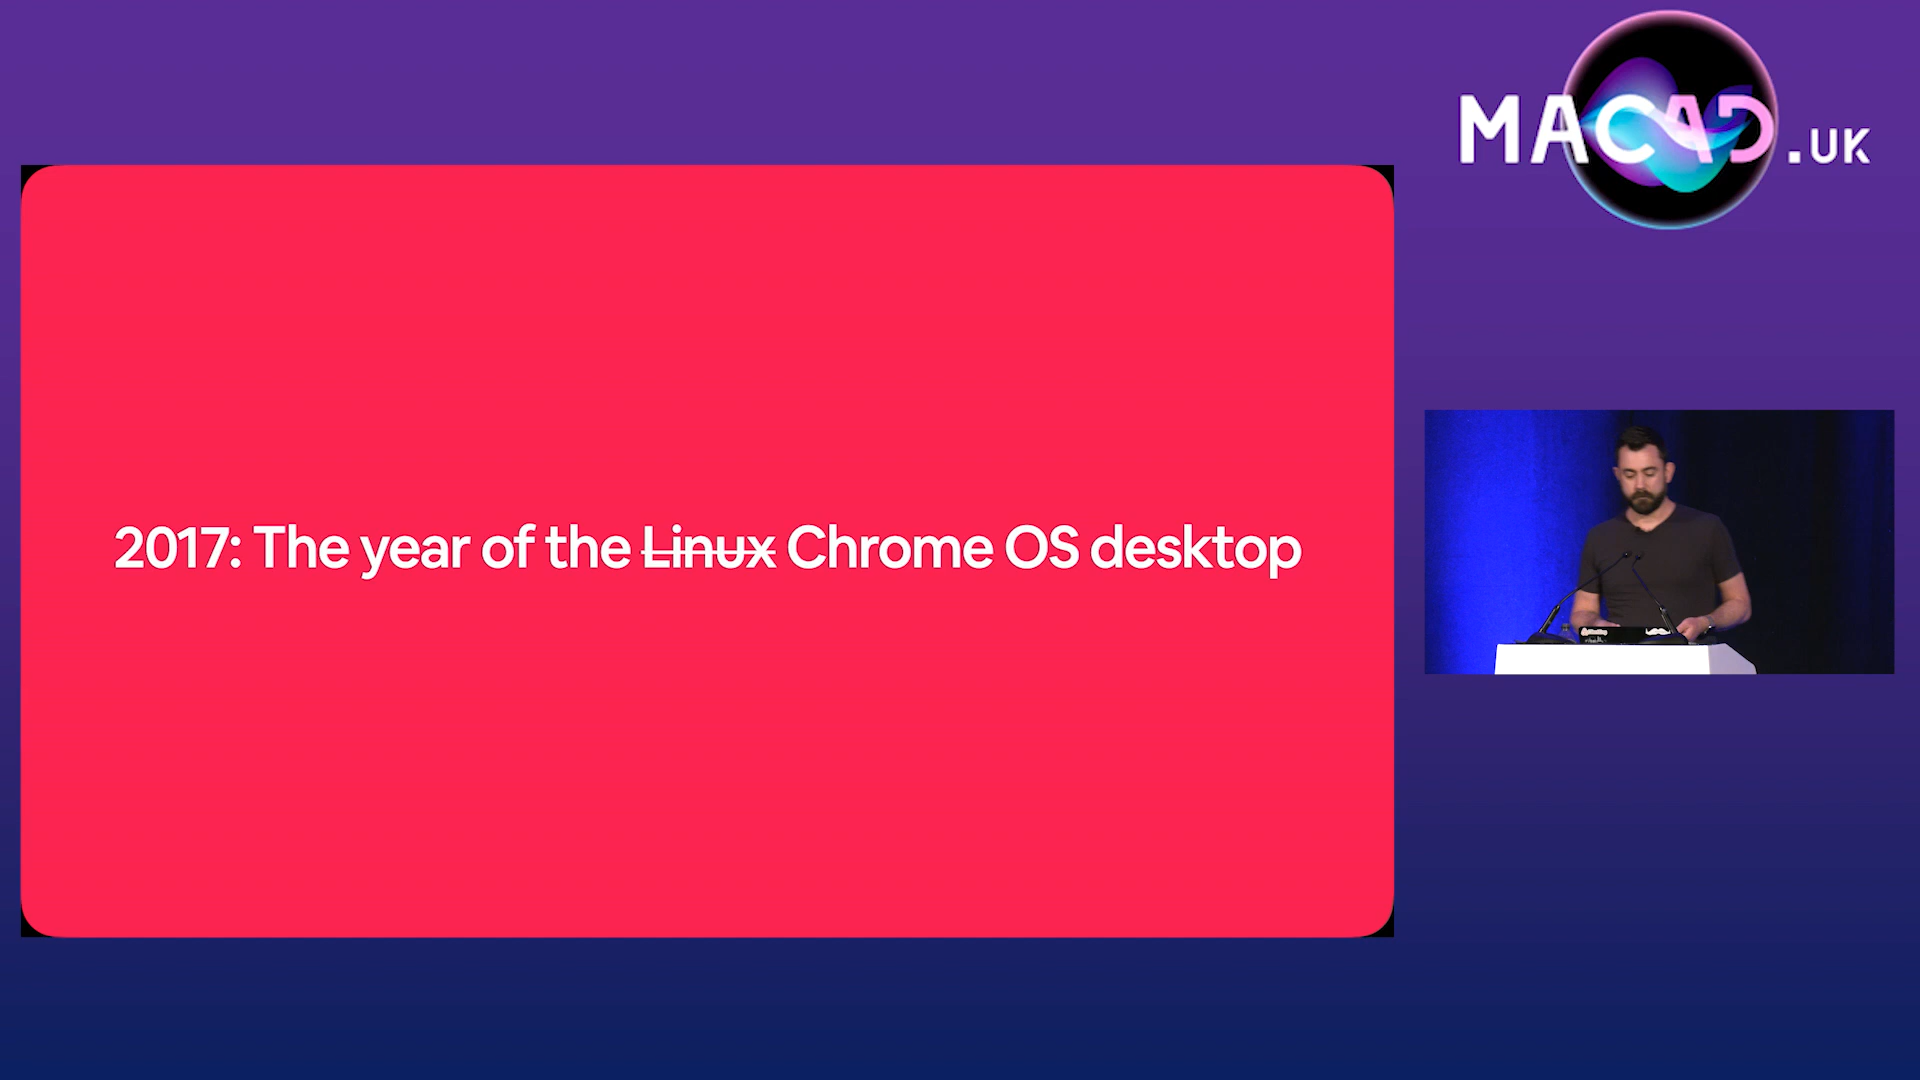 MACAD.UK
2017: The year of the Linux Chrome OS desktop